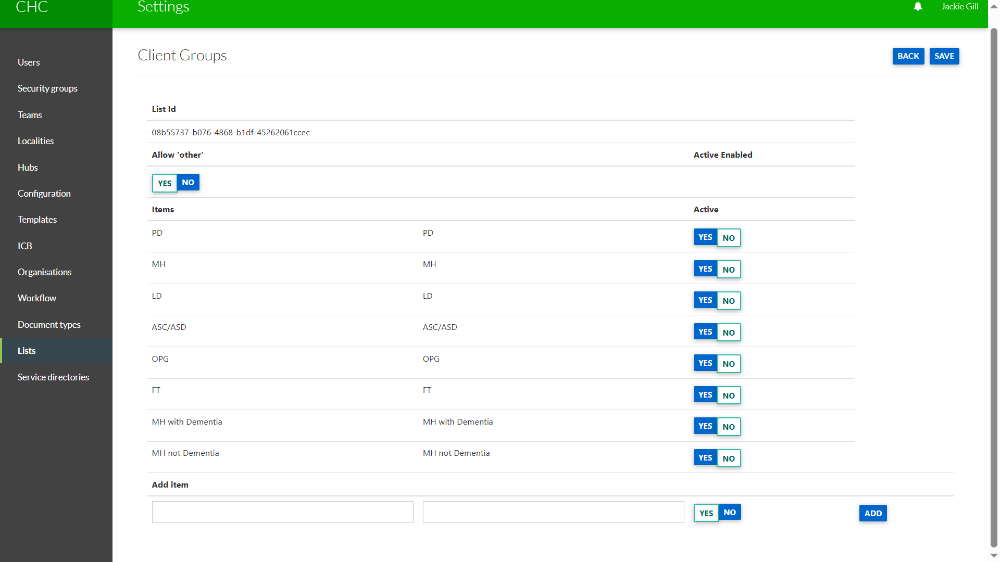 CHC
Settings
Jackie Gill
Users
Security groups
Teams
Localities
Hubs
Configuration
Templates
ICB
Organisations
Workflow
Document types
Lists
Service directories
Client Groups
BACK SAVE
List Id
08b55737-b076-4868-b1df-45262061ccec
Allow 'other' Active Enabled
YES NO
Items Active
PD PD YES NO
MH MH YES NO
LD LD YES NO
ASC/ASD ASC/ASD YES NO
OPG OPG YES NO
FT FT YES NO
MH with Dementia MH with Dementia YES NO
MH not Dementia MH not Dementia YES NO
Add item
YES NO ADD